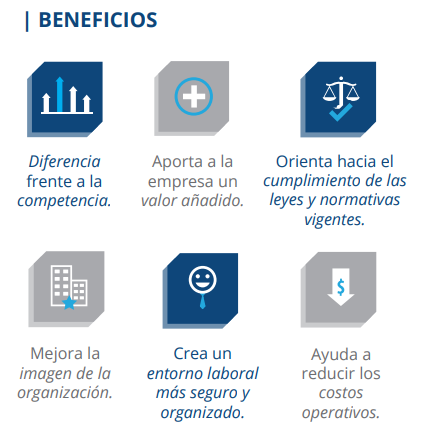 | BENEFICIOS
Diferencia
frente a la
competencia.
Aporta a la
empresa un
valor añadido.
Orienta hacia el
cumplimiento de las
leyes y normativas
vigentes.
Mejora la
imagen de la
organización.
Crea un
entorno laboral
más seguro y
organizado.
$
Ayuda a
reducir los
costos
operativos.